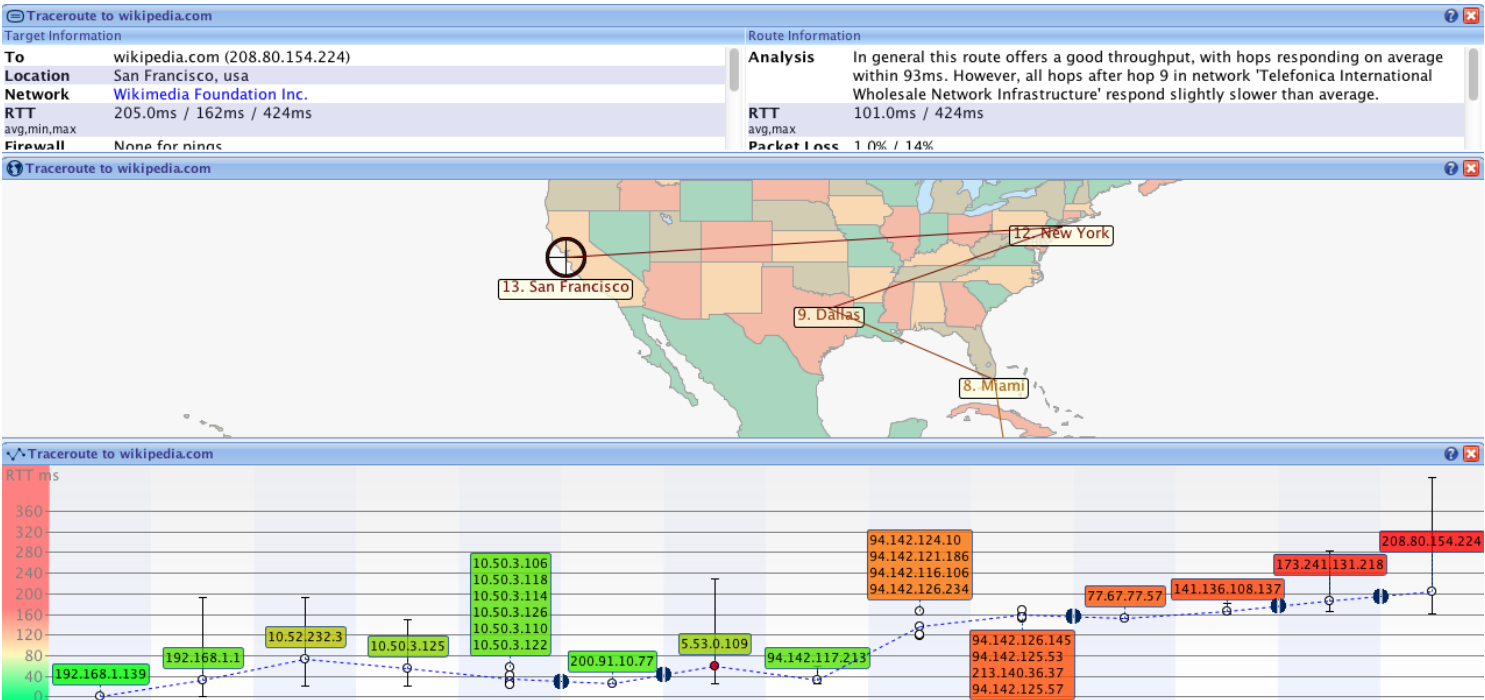 Traceroute to wikipedia.com
Target Information
To wikipedia.com (208.80.154.224)
Location San Francisco, usa
Network Wikimedia Foundation Inc.
RTT 205.0ms / 162ms / 424ms
avg,min,max
Firewall None for pings
Route Information
Analysis In general this route offers a good throughput, with hops responding on average
within 93ms. However, all hops after hop 9 in network 'Telefonica International
Wholesale Network Infrastructure' respond slightly slower than average.
RTT 101.0ms / 424ms
avg,max
Packet Loss 1.0% / 14%
Traceroute to wikipedia.com
12. New York
13. San Francisco
9. Dallas
8. Miami
Traceroute to wikipedia.com
RTT ms
360
320
280
240
200
160
120
80
40
0
192.168.1.139
192.168.1.1
10.52.232.3
10.50.3.125
10.50.3.106
10.50.3.118
10.50.3.114
10.50.3.126
10.50.3.110
10.50.3.122
200.91.10.77
5.53.0.109
94.142.117.213
94.142.124.10
94.142.121.186
94.142.116.106
94.142.126.234
94.142.126.145
94.142.125.53
213.140.36.37
94.142.125.57
77.67.77.57
141.136.108.137
173.241.131.218
208.80.154.224